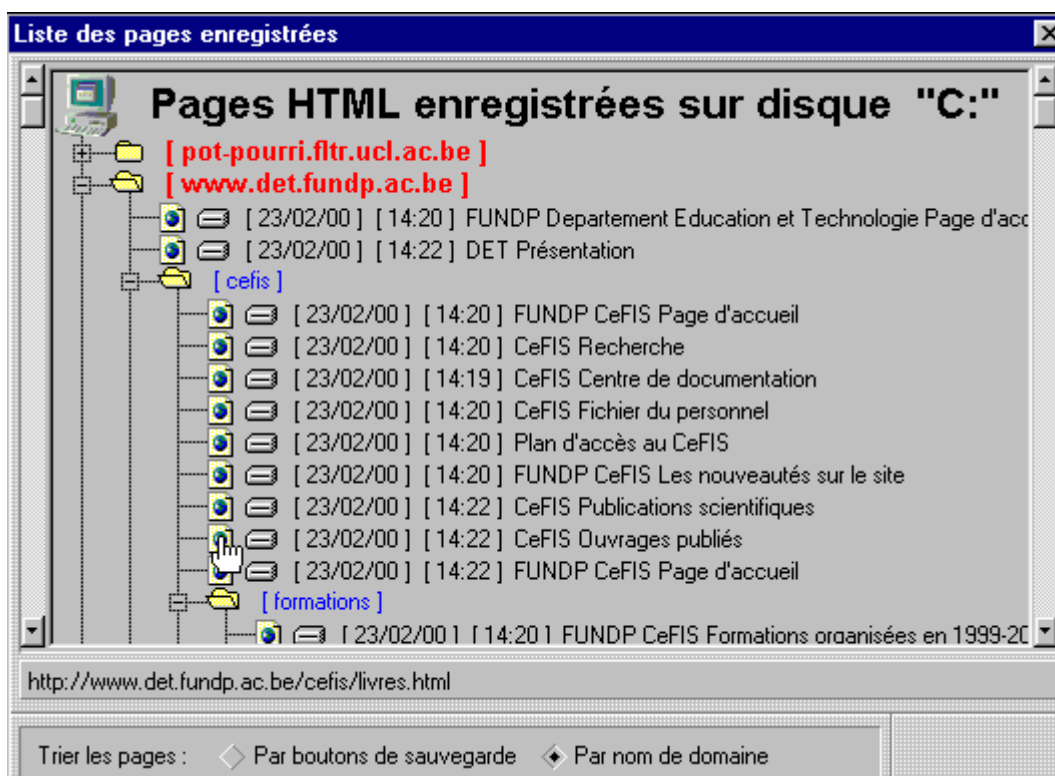 Liste des pages enregistrées
Pages HTML enregistrées sur disque "C:"
[ pot-pourri.fltr.ucl.ac.be ]
[ www.det.fundp.ac.be ]
[ 23/02/00 ] [ 14:20 ] FUNDP Departement Education et Technologie Page d'acc
[ 23/02/00 ] [ 14:22 ] DET Présentation
[ cefis ]
[ 23/02/00 ] [ 14:20 ] FUNDP CeFIS Page d'accueil
[ 23/02/00 ] [ 14:20 ] CeFIS Recherche
[ 23/02/00 ] [ 14:19 ] CeFIS Centre de documentation
[ 23/02/00 ] [ 14:20 ] CeFIS Fichier du personnel
[ 23/02/00 ] [ 14:20 ] Plan d'accès au CeFIS
[ 23/02/00 ] [ 14:20 ] FUNDP CeFIS Les nouveautés sur le site
[ 23/02/00 ] [ 14:22 ] CeFIS Publications scientifiques
[ 23/02/00 ] [ 14:22 ] CeFIS Ouvrages publiés
[ 23/02/00 ] [ 14:22 ] FUNDP CeFIS Page d'accueil
[ formations ]
[ 23/02/00 ] [ 14:20 ] FUNDP CeFIS Formations organisées en 1999-20
http://www.det.fundp.ac.be/cefis/livres.html
Trier les pages : Par boutons de sauvegarde Par nom de domaine